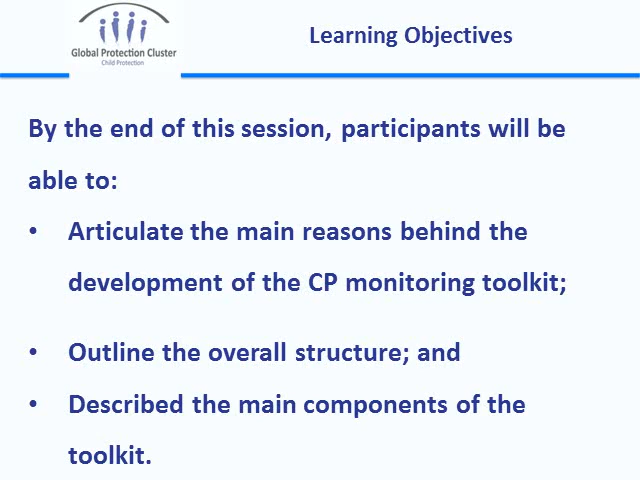 Global Protection Cluster
Child Protection
Learning Objectives
By the end of this session, participants will be
able to:
• Articulate the main reasons behind the
development of the CP monitoring toolkit;
• Outline the overall structure; and
• Described the main components of the
toolkit.